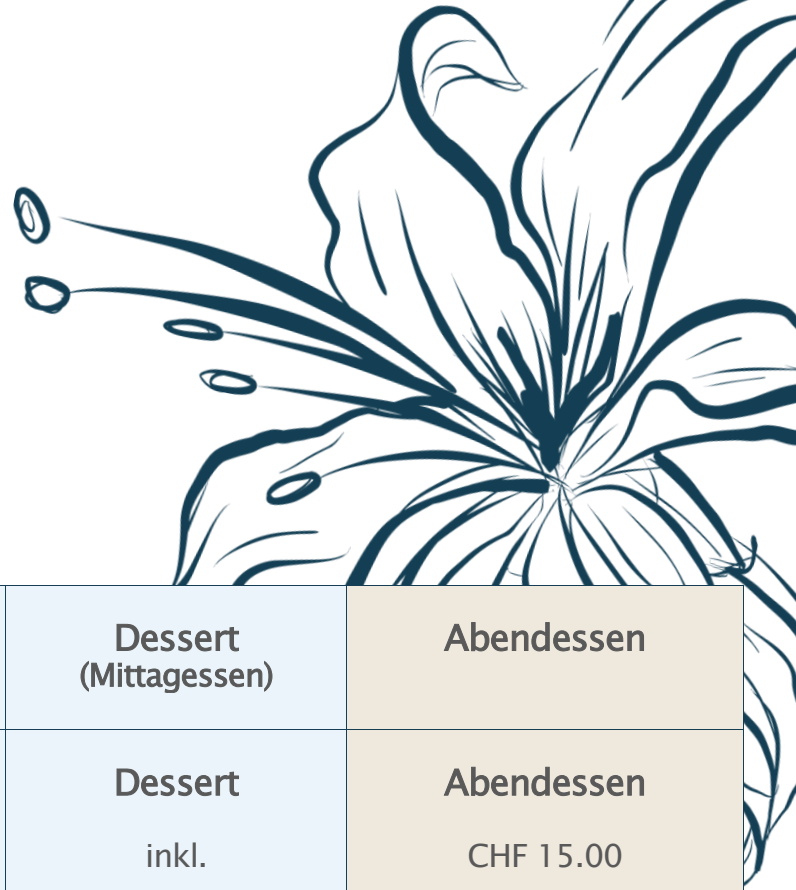 Dessert
(Mittagessen)
Abendessen
Dessert
inkl.
Abendessen
CHF 15.00